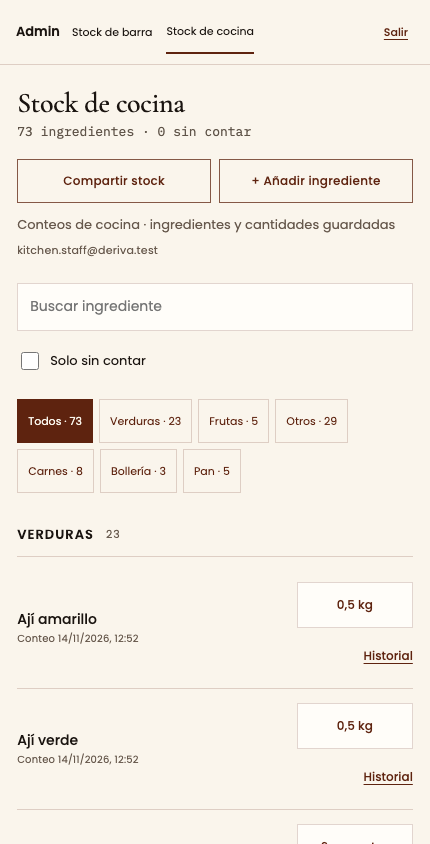 Admin Stock de barra Stock de cocina Salir
Stock de cocina
73 ingredientes · 0 sin contar
Compartir stock + Añadir ingrediente
Conteos de cocina · ingredientes y cantidades guardadas
kitchen.staff@deriva.test
Buscar ingrediente
Solo sin contar
Todos · 73 Verduras · 23 Frutas · 5 Otros · 29
Carnes · 8 Bollería · 3 Pan · 5
VERDURAS 23
0,5 kg
Ají amarillo
Conteo 14/11/2026, 12:52
Historial
0,5 kg
Ají verde
Conteo 14/11/2026, 12:52
Historial